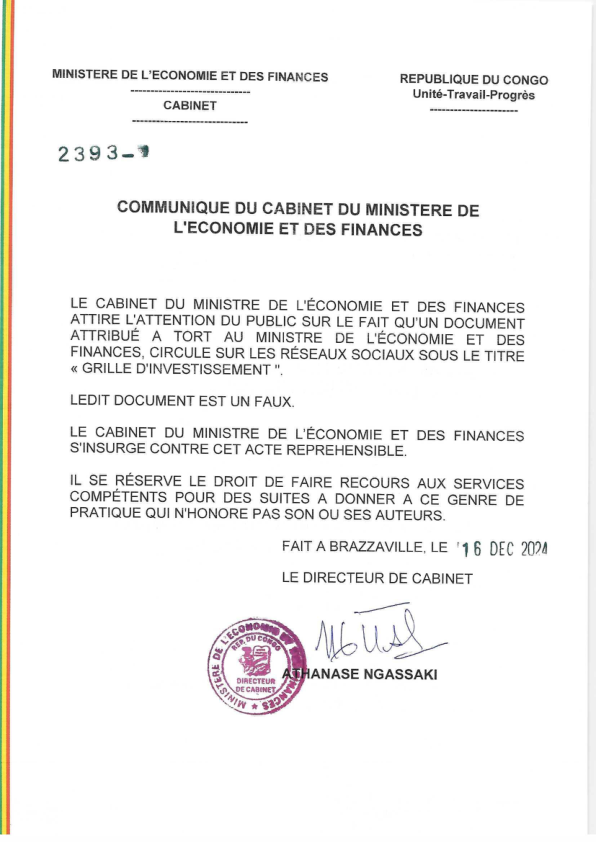 MINISTERE DE L'ECONOMIE ET DES FINANCES
------------------------------
CABINET
-----------------------------
REPUBLIQUE DU CONGO
Unité-Travail-Progrès
----------------------
2393-
COMMUNIQUE DU CABINET DU MINISTERE DE
L'ECONOMIE ET DES FINANCES
LE CABINET DU MINISTRE DE L'ÉCONOMIE ET DES FINANCES
ATTIRE L'ATTENTION DU PUBLIC SUR LE FAIT QU'UN DOCUMENT
ATTRIBUÉ A TORT AU MINISTRE DE L'ÉCONOMIE ET DES
FINANCES, CIRCULE SUR LES RÉSEAUX SOCIAUX SOUS LE TITRE
« GRILLE D'INVESTISSEMENT ".
LEDIT DOCUMENT EST UN FAUX.
LE CABINET DU MINISTRE DE L'ÉCONOMIE ET DES FINANCES
S'INSURGE CONTRE CET ACTE REPREHENSIBLE.
IL SE RÉSERVE LE DROIT DE FAIRE RECOURS AUX SERVICES
COMPÉTENTS POUR DES SUITES A DONNER A CE GENRE DE
PRATIQUE QUI N'HONORE PAS SON OU SES AUTEURS.
FAIT A BRAZZAVILLE, LE 16 DEC 2024
LE DIRECTEUR DE CABINET
MINISTERE DE L'ECONOMIE ET DES FINANCES
REP. DU CONGO
DIRECTEUR
DE CABINET
ATHANASE NGASSAKI